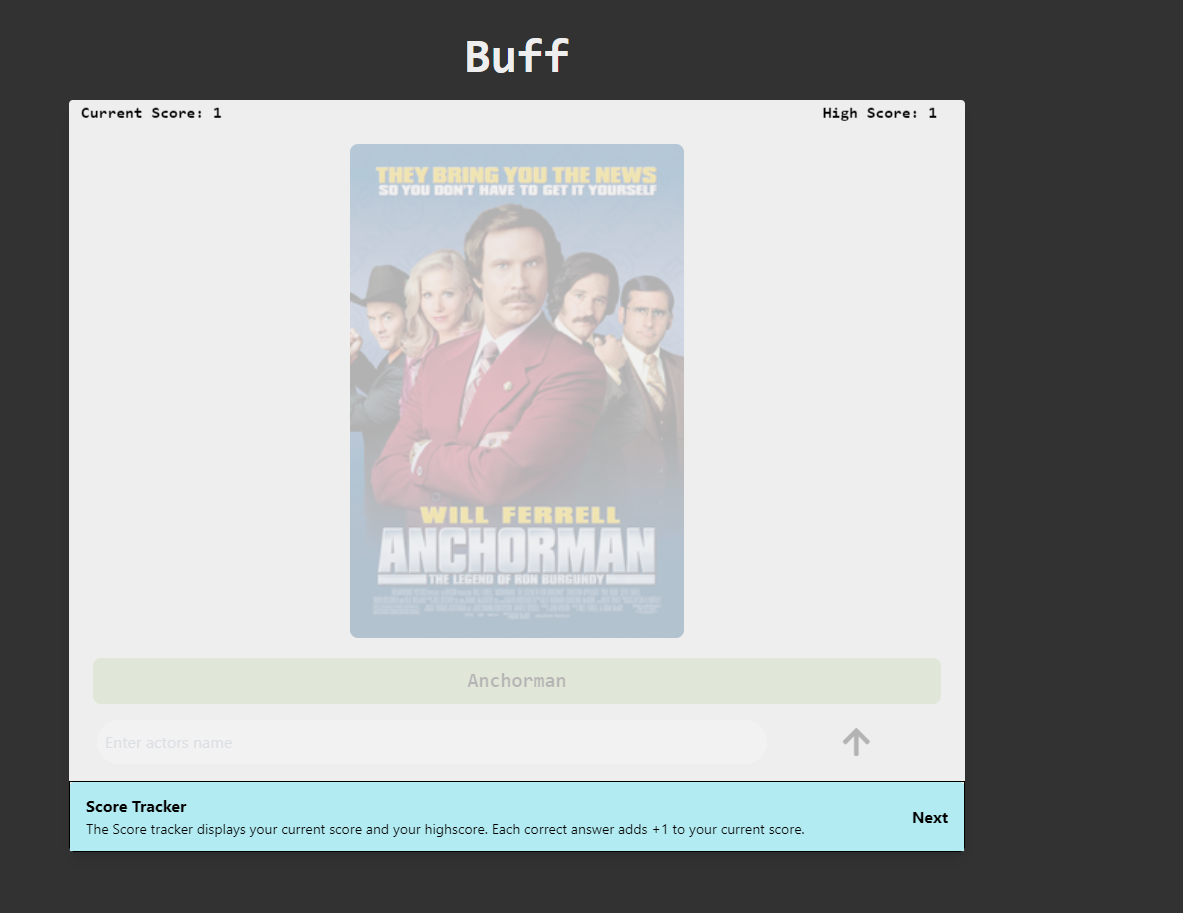 Buff
Current Score: 1
High Score: 1
THEY BRING YOU THE NEWS
SO YOU DON'T HAVE TO GET IT YOURSELF
WILL FERRELL
ANCHORMAN
THE LEGEND OF RON BURGUNDY
Anchorman
Enter actors name
Score Tracker
The Score tracker displays your current score and your highscore. Each correct answer adds +1 to your current score.
Next